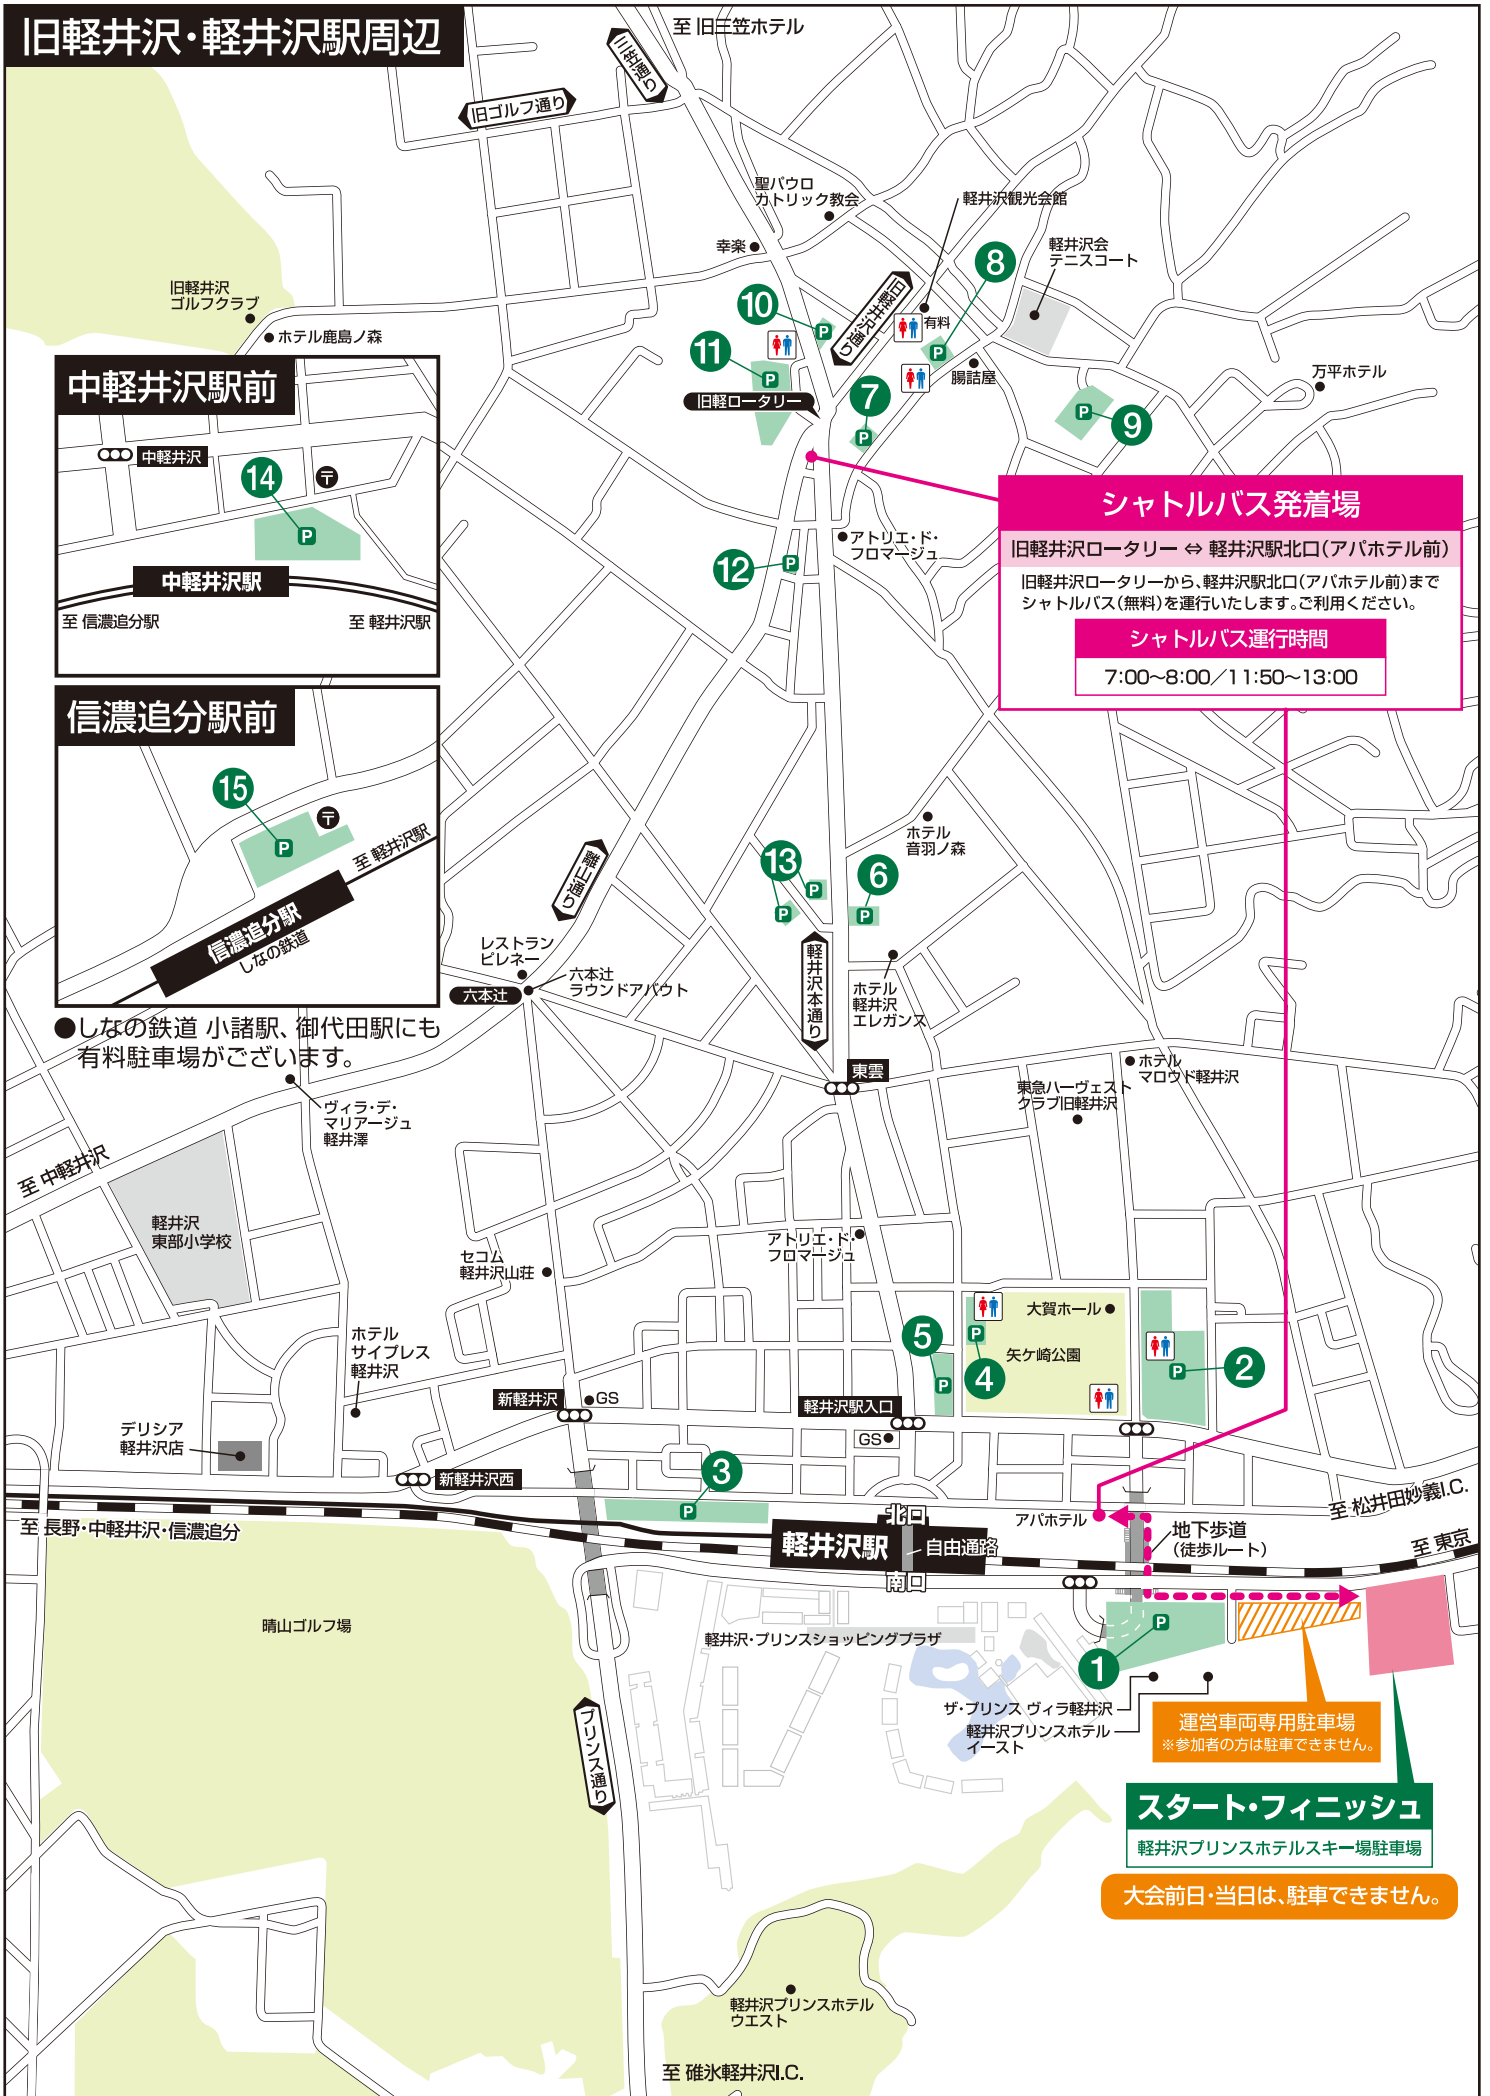 旧軽井沢・軽井沢駅周辺
至 旧三笠ホテル
三笠通り
旧ゴルフ通り
聖パウロ
カトリック教会
軽井沢観光会館
幸楽
軽井沢会
テニスコート
8
旧軽井沢
ゴルフクラブ
10
旧軽井沢通り
有料
ホテル鹿島ノ森
11
P
P
P
腸詰屋
万平ホテル
旧軽ロータリー
7
P
P
9
中軽井沢駅前
中軽井沢
14
〒
P
中軽井沢駅
至 信濃追分駅
至 軽井沢駅
シャトルバス発着場
旧軽井沢ロータリー ⇔ 軽井沢駅北口(アパホテル前)
旧軽井沢ロータリーから、軽井沢駅北口(アパホテル前)まで
シャトルバス(無料)を運行いたします。ご利用ください。
シャトルバス運行時間
7:00〜8:00/11:50〜13:00
アトリエ・ド・
フロマージュ
12
P
信濃追分駅前
15
〒
P
至 軽井沢駅
信濃追分駅
しなの鉄道
●しなの鉄道 小諸駅、御代田駅にも
有料駐車場がございます。
離山通り
ホテル
音羽ノ森
13
P
P
6
P
レストラン
ピレネー
六本辻
六本辻
ラウンドアバウト
軽井沢本通り
ホテル
軽井沢
エレガンス
東雲
ホテル
マロウド軽井沢
東急ハーヴェスト
クラブ旧軽井沢
ヴィラ・デ・
マリアージュ
軽井澤
至 中軽井沢
軽井沢
東部小学校
セコム
軽井沢山荘
アトリエ・ド・
フロマージュ
大賀ホール
5
P
4
P
矢ケ崎公園
2
P
ホテル
サイプレス
軽井沢
新軽井沢
GS
軽井沢駅入口
GS
デリシア
軽井沢店
新軽井沢西
3
P
至 長野・中軽井沢・信濃追分
北口
軽井沢駅
自由通路
南口
アパホテル
地下歩道
(徒歩ルート)
至 松井田妙義I.C.
至 東京
晴山ゴルフ場
軽井沢・プリンスショッピングプラザ
1
P
ザ・プリンス ヴィラ軽井沢
軽井沢プリンスホテル
イースト
運営車両専用駐車場
※参加者の方は駐車できません。
プリンス通り
スタート・フィニッシュ
軽井沢プリンスホテルスキー場駐車場
大会前日・当日は、駐車できません。
軽井沢プリンスホテル
ウエスト
至 碓氷軽井沢I.C.